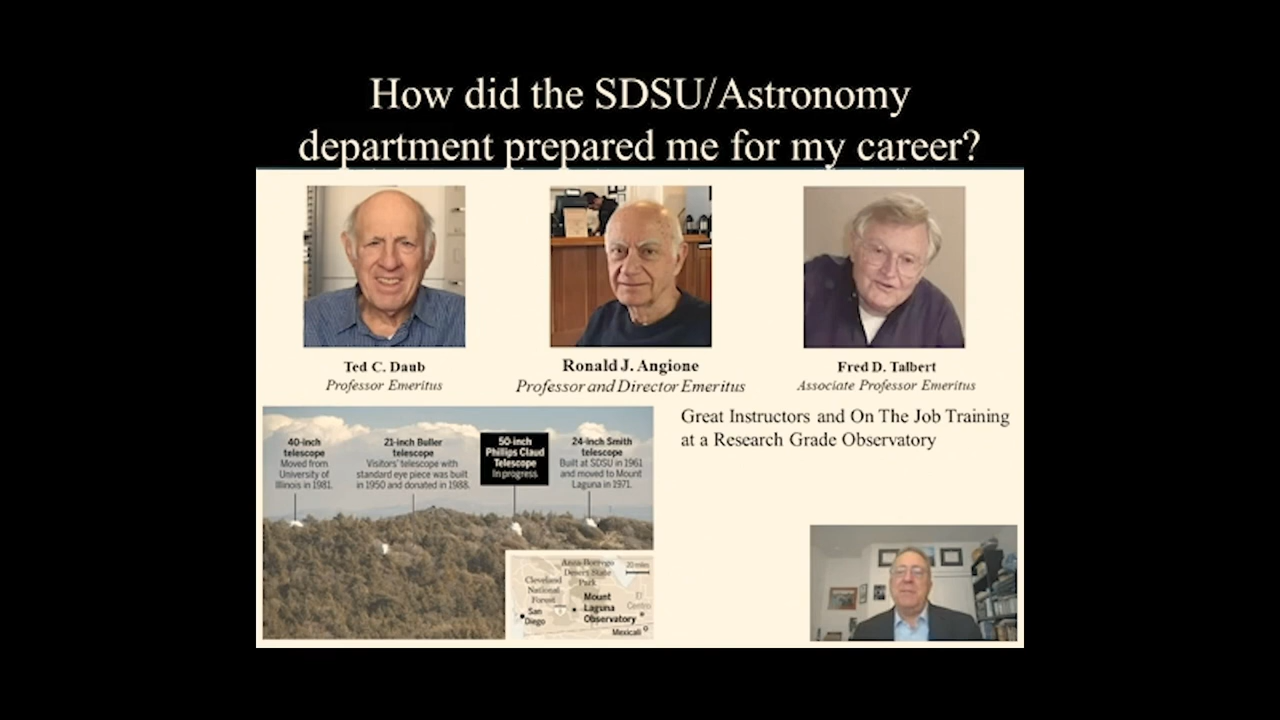 How did the SDSU/Astronomy
department prepared me for my career?
Ted C. Daub
Professor Emeritus
Ronald J. Angione
Professor and Director Emeritus
Fred D. Talbert
Associate Professor Emeritus
Great Instructors and On The Job Training
at a Research Grade Observatory
40-inch
telescope
Moved from
University of
Illinois in 1981.
21-inch Buller
telescope
Visitors' telescope with
standard eye piece was built
in 1950 and donated in 1988.
50-inch
Phillips Claud
Telescope
In progress
24-inch Smith
telescope
Built at SDSU in 1961
and moved to Mount
Laguna in 1971.
Anza-Borrego
Desert State
Park
20 miles
Cleveland
National
Forest
San
Diego
8
Mount
Laguna
Observatory
El
Centro
Mexicali